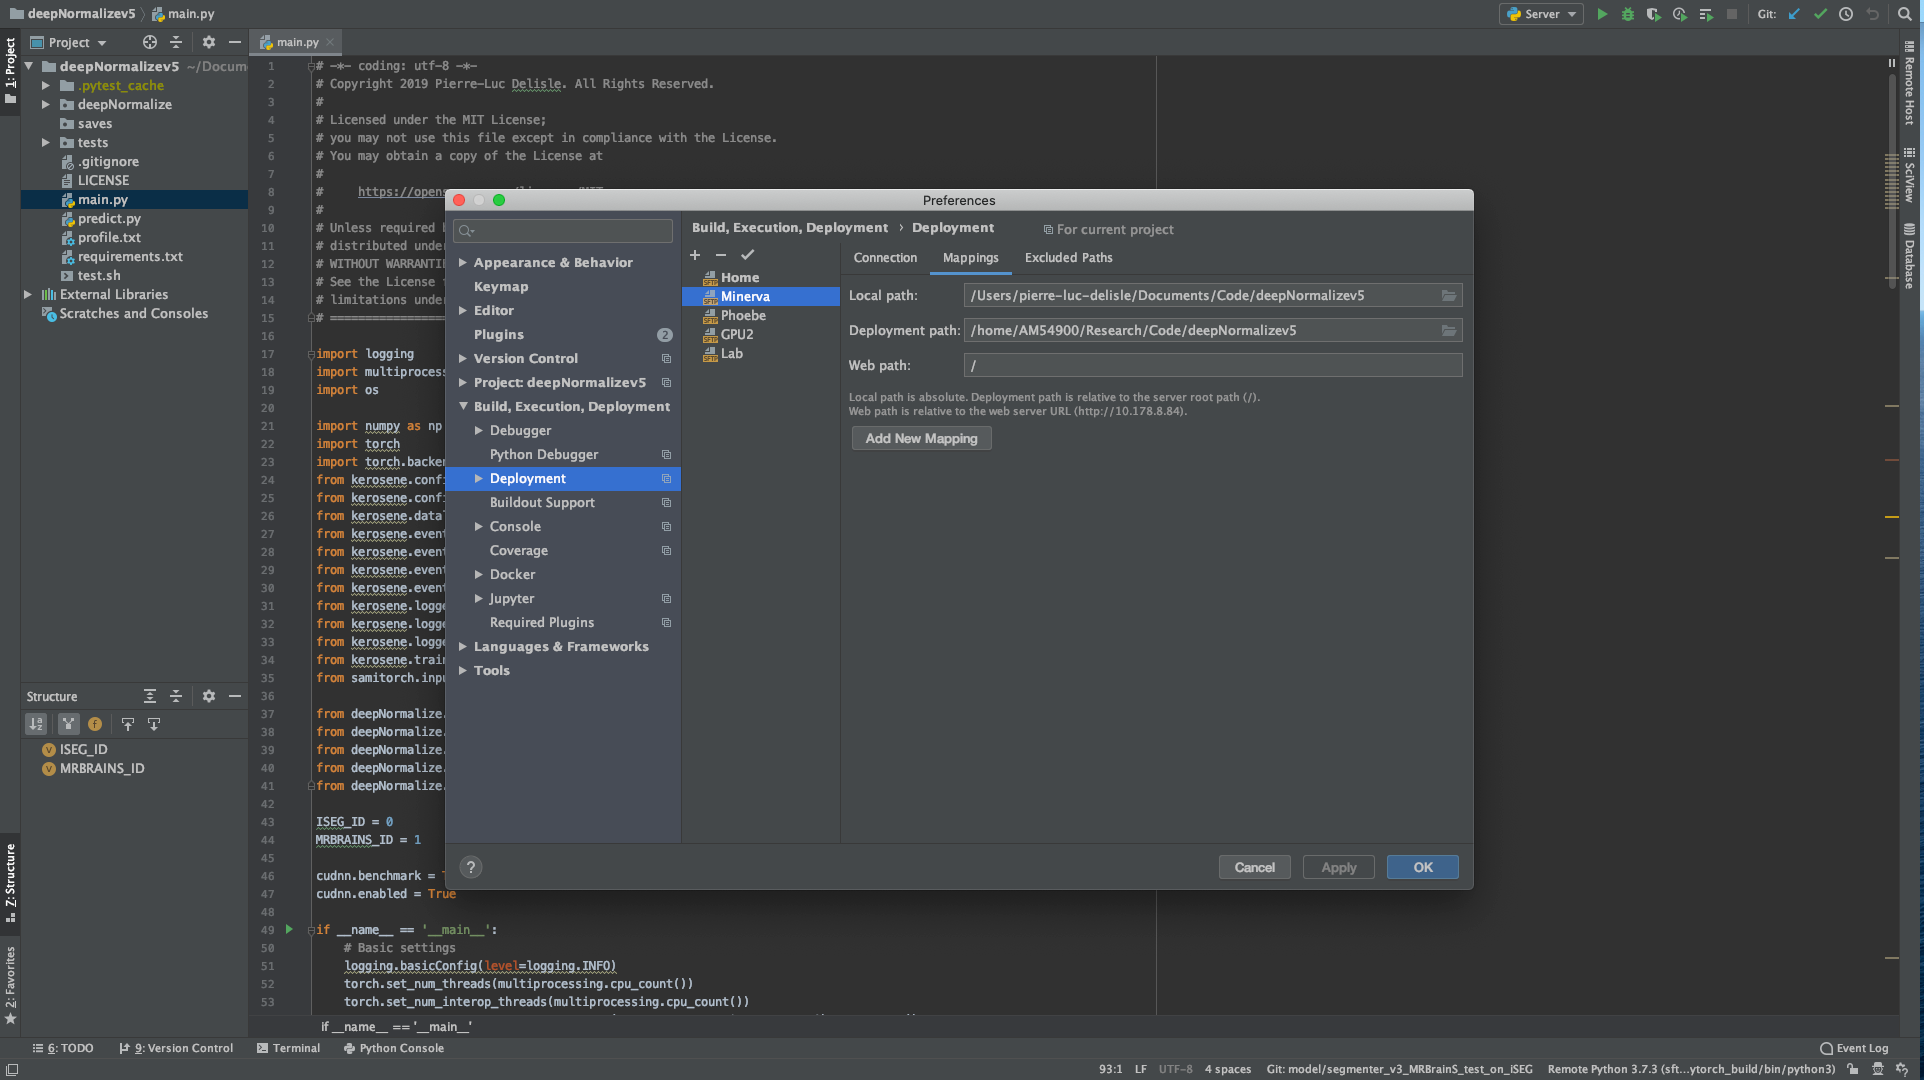 deepNormalizev5
main.py
Server
Git:
1: Project
Project
main.py
deepNormalizev5 ~/Docum
.pytest_cache
deepNormalize
saves
tests
.gitignore
LICENSE
main.py
predict.py
profile.txt
requirements.txt
test.sh
External Libraries
Scratches and Consoles
Structure
ISEG_ID
MRBRAINS_ID
Z: Structure
2: Favorites
1 # -*- coding: utf-8 -*-
2 # Copyright 2019 Pierre-Luc Delisle. All Rights Reserved.
3 #
4 # Licensed under the MIT License;
5 # you may not use this file except in compliance with the License.
6 # You may obtain a copy of the License at
7 #
8 # https://opens
9 #
10 # Unless required
11 # distributed unde
12 # WITHOUT WARRANTIE
13 # See the License
14 # limitations unde
15 # ================
16
17 import logging
18 import multiproces
19 import os
20
21 import numpy as np
22 import torch
23 import torch.backe
24 from kerosene.conf
25 from kerosene.conf
26 from kerosene.data
27 from kerosene.even
28 from kerosene.even
29 from kerosene.even
30 from kerosene.even
31 from kerosene.logg
32 from kerosene.logg
33 from kerosene.logg
34 from kerosene.trai
35 from samitorch.inpu
36
37 from deepNormalize.
38 from deepNormalize.
39 from deepNormalize.
40 from deepNormalize.
41 from deepNormalize.
42
43 ISEG_ID = 0
44 MRBRAINS_ID = 1
45
46 cudnn.benchmark =
47 cudnn.enabled = True
48
49 if __name__ == '__main__':
50 # Basic settings
51 logging.basicConfig(level=logging.INFO)
52 torch.set_num_threads(multiprocessing.cpu_count())
53 torch.set_num_interop_threads(multiprocessing.cpu_count())
if __name__ == '__main__'
Preferences
Appearance & Behavior
Keymap
Editor
Plugins 2
Version Control
Project: deepNormalizev5
Build, Execution, Deployment
Debugger
Python Debugger
Deployment
Buildout Support
Console
Coverage
Docker
Jupyter
Required Plugins
Languages & Frameworks
Tools
Build, Execution, Deployment › Deployment
For current project
Home
Minerva
Phoebe
GPU2
Lab
Connection Mappings Excluded Paths
Local path: /Users/pierre-luc-delisle/Documents/Code/deepNormalizev5
Deployment path: /home/AM54900/Research/Code/deepNormalizev5
Web path: /
Local path is absolute. Deployment path is relative to the server root path (/).
Web path is relative to the web server URL (http://10.178.8.84).
Add New Mapping
?
Cancel Apply OK
Remote Host
SciView
Database
6: TODO 9: Version Control Terminal Python Console
Event Log
93:1 LF UTF-8 4 spaces Git: model/segmenter_v3_MRBrainS_test_on_iSEG Remote Python 3.7.3 (sft...ytorch_build/bin/python3)